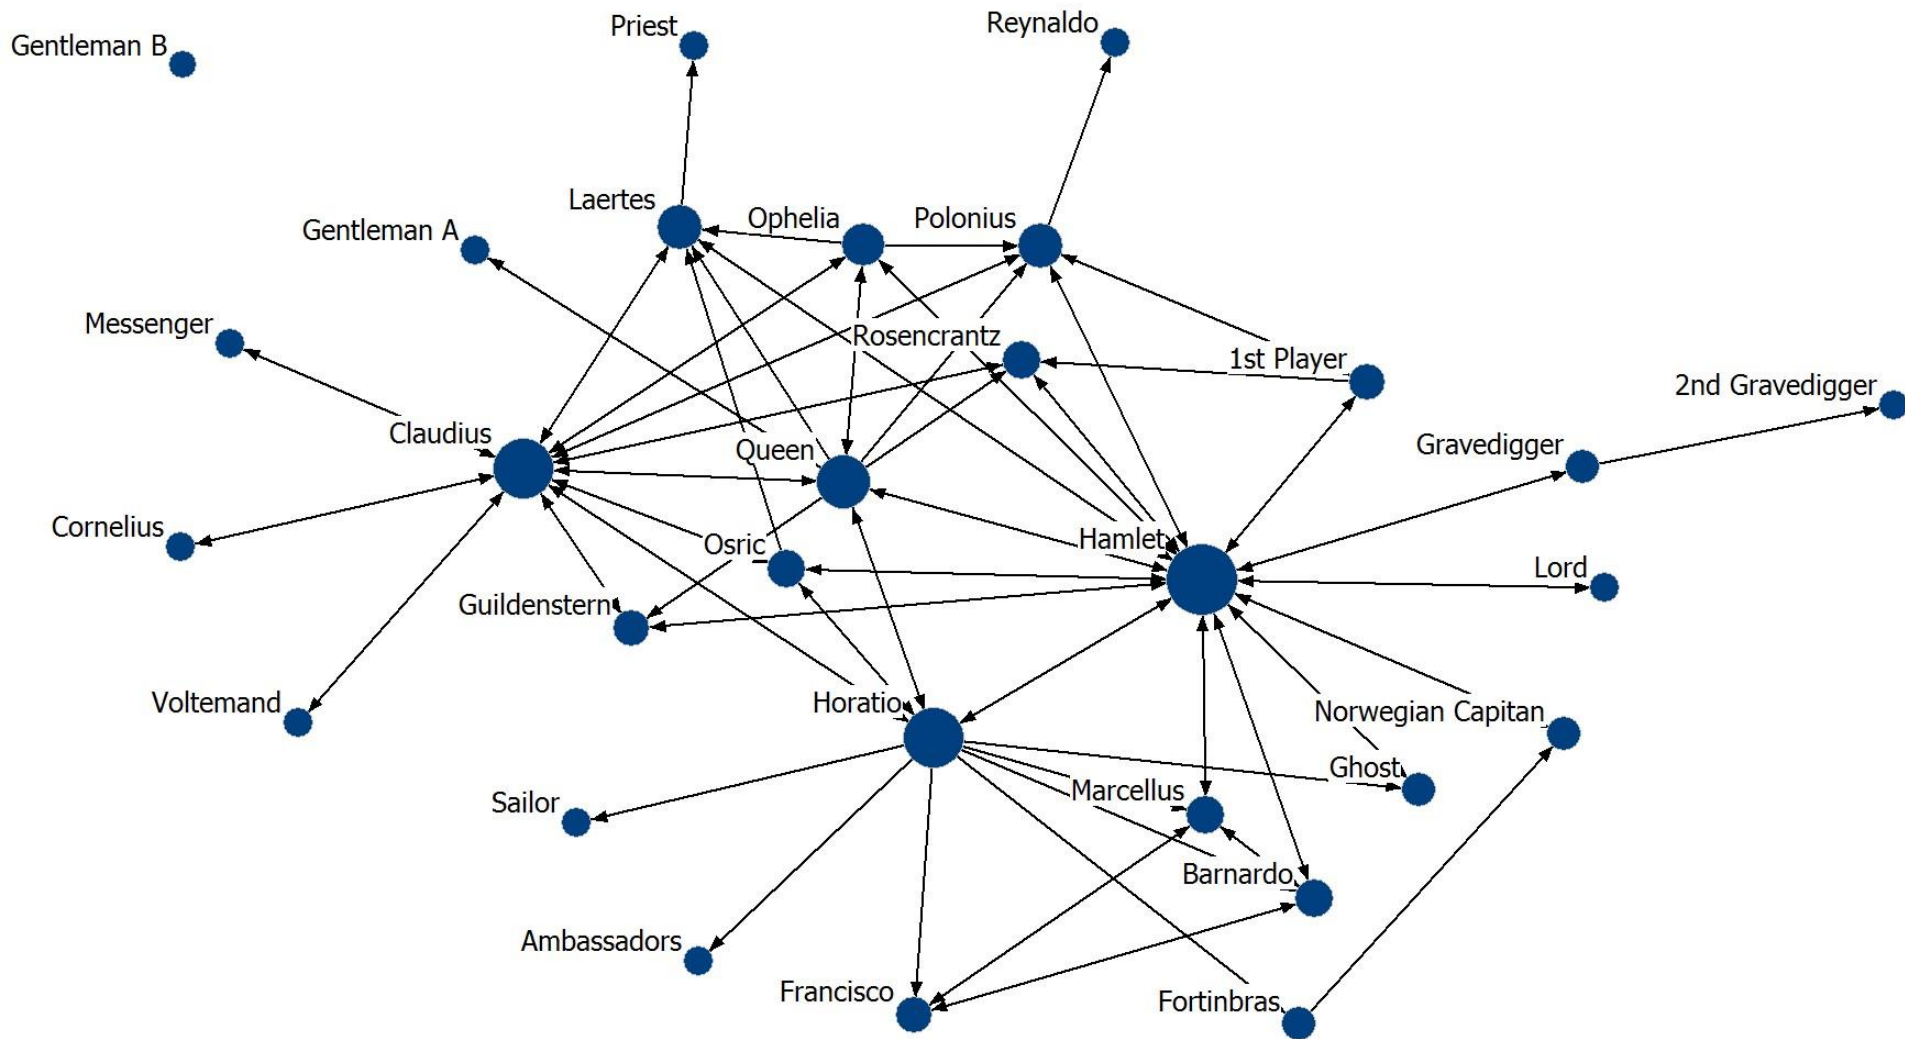 Priest
Reynaldo
Gentleman B
Laertes
Ophelia
Polonius
Gentleman A
Messenger
Rosencrantz
1st Player
2nd Gravedigger
Claudius
Queen
Gravedigger
Cornelius
Osric
Hamlet
Lord
Guildenstern
Voltemand
Horatio
Norwegian Capitan
Ghost
Sailor
Marcellus
Barnardo
Ambassadors
Francisco
Fortinbras